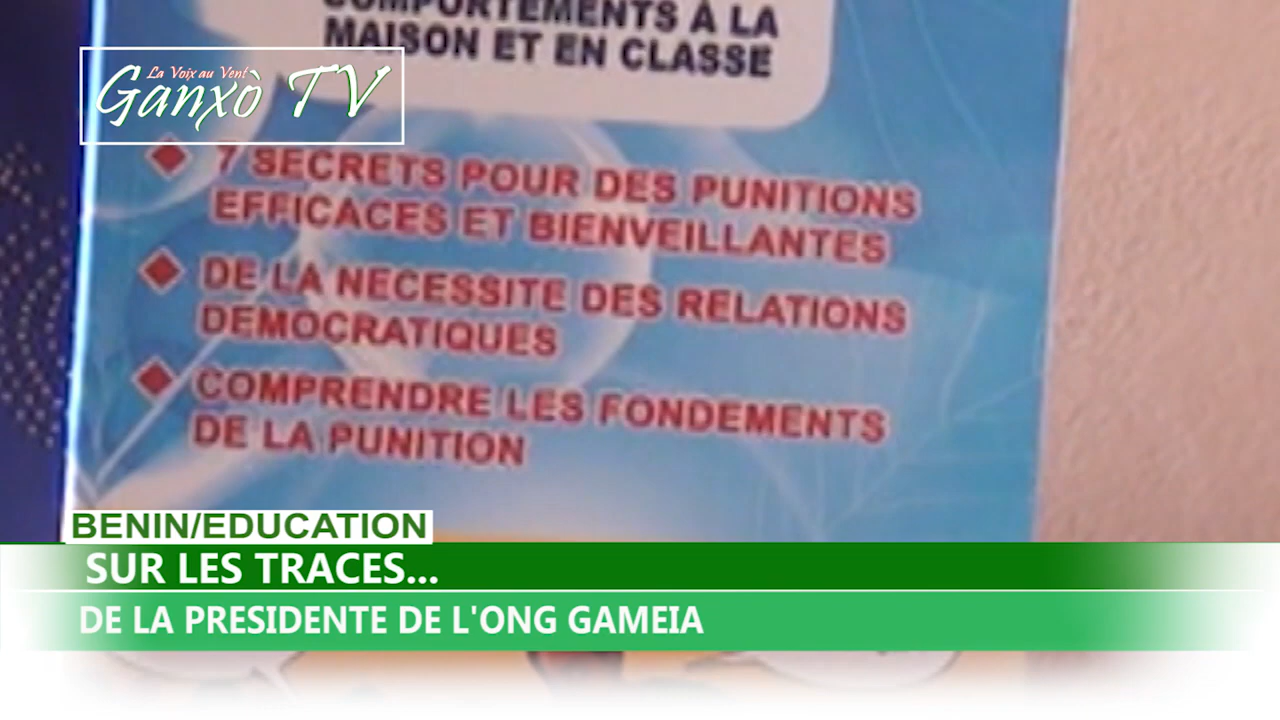 COMPORTEMENTS À LA
MAISON ET EN CLASSE
La Voix au Vent
Ganxò TV
7 SECRETS POUR DES PUNITIONS
EFFICACES ET BIENVEILLANTES
DE LA NECESSITE DES RELATIONS
DEMOCRATIQUES
COMPRENDRE LES FONDEMENTS
DE LA PUNITION
BENIN/EDUCATION
SUR LES TRACES...
DE LA PRESIDENTE DE L'ONG GAMEIA